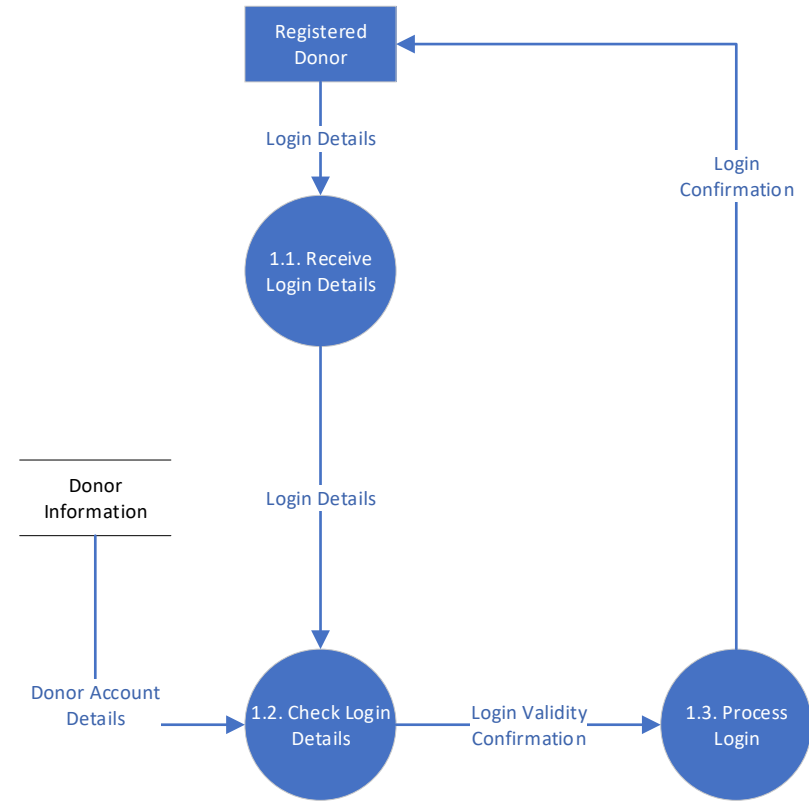 Registered
Donor
Login Details
Login
Confirmation
1.1. Receive
Login Details
Login Details
Donor
Information
Donor Account
Details
1.2. Check Login
Details
Login Validity
Confirmation
1.3. Process
Login